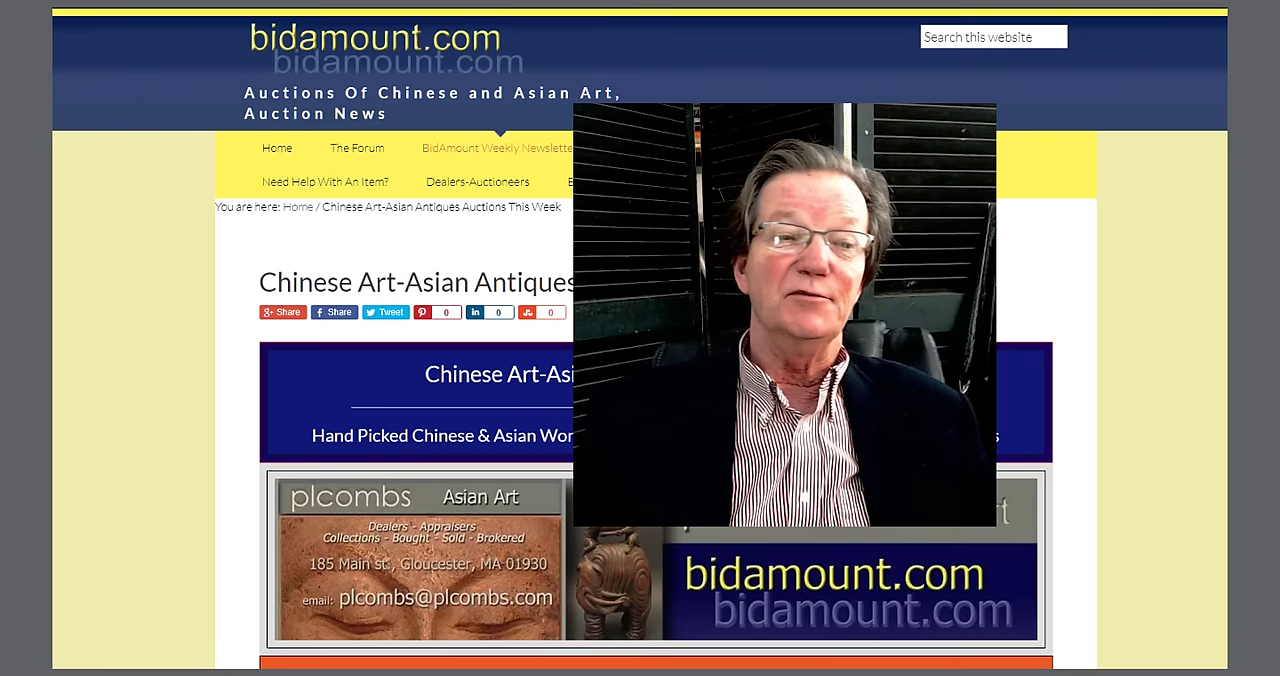 bidamount.com
bidamount.com
Search this website
Auctions Of Chinese and Asian Art,
Auction News
Home
The Forum
BidAmount Weekly Newslette
Need Help With An Item?
Dealers-Auctioneers
You are here: Home / Chinese Art-Asian Antiques Auctions This Week
Chinese Art-Asian Antiques
Share
Share
Tweet
0
0
0
Chinese Art-Asi
Hand Picked Chinese & Asian Wor
plcombs Asian Art
Dealers - Appraisers
Collections - Bought - Sold - Brokered
185 Main st., Gloucester, MA 01930
email: plcombs@plcombs.com
bidamount.com
bidamount.com